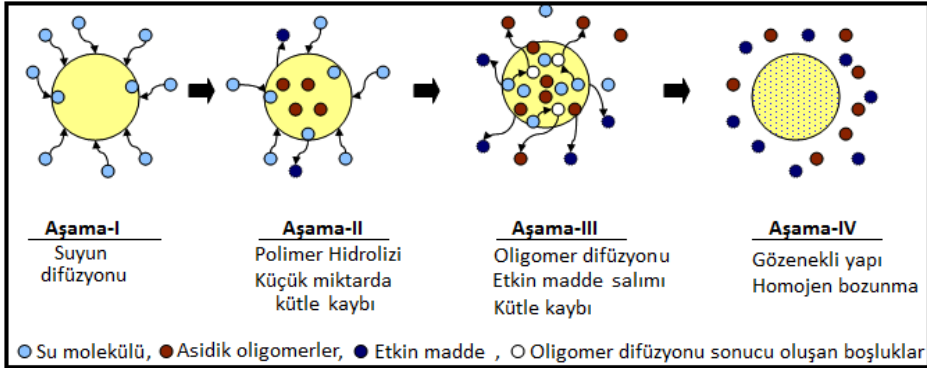 Aşama-I
Suyun
difüzyonu
Aşama-II
Polimer Hidrolizi
Küçük miktarda
kütle kaybı
Aşama-III
Oligomer difüzyonu
Etkin madde salımı
Kütle kaybı
Aşama-IV
Gözenekli yapı
Homojen bozunma
Su molekülü, Asidik oligomerler, Etkin madde , Oligomer difüzyonu sonucu oluşan boşluklar